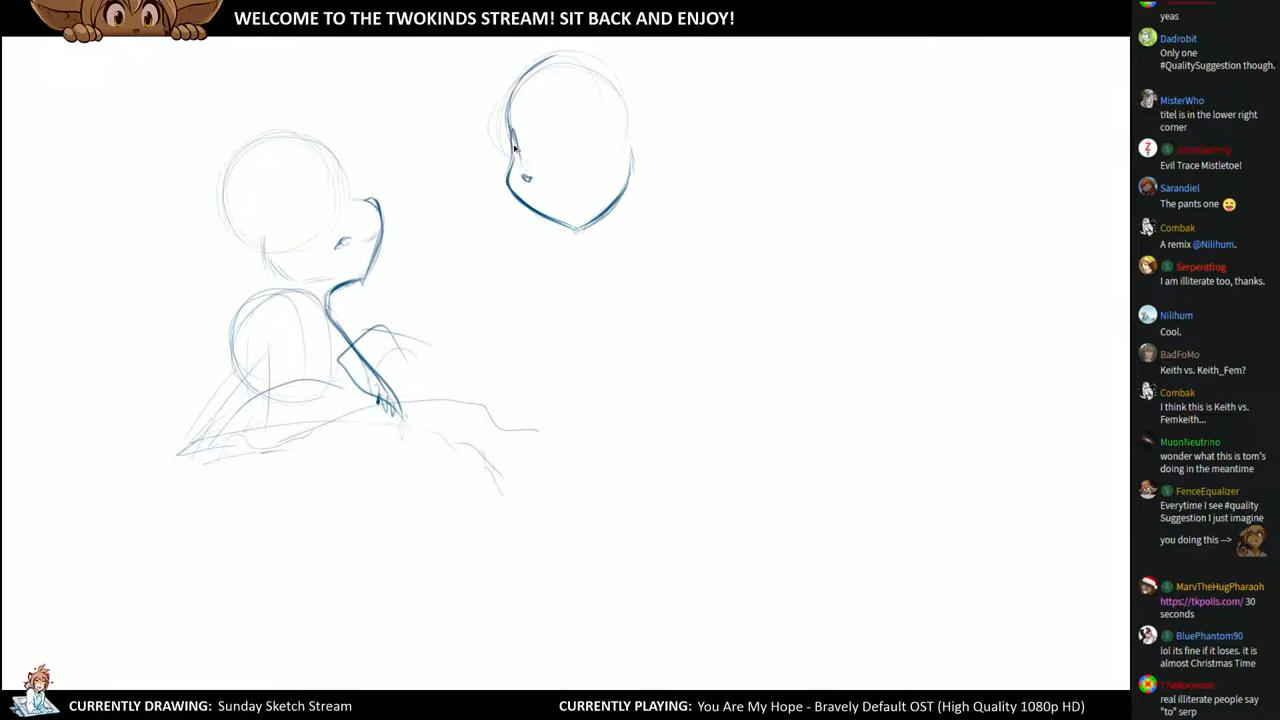 WELCOME TO THE TWOKINDS STREAM! SIT BACK AND ENJOY!
yeas
Dadrobit
Only one
#QualitySuggestion though.
MisterWho
titel is in the lower right
corner
Evil Trace Mistletoe!
Sarandiel
The pants one
Combak
A remix @Nilihum.
Serpentfrog
I am illiterate too, thanks.
Nilihum
Cool.
BadFoMo
Keith vs. Keith_Fem?
Combak
I think this is Keith vs.
Femkeith...
MuonNeutrino
wonder what this is tom's
doing in the meantime
FenceEqualizer
Everytime I see #quality
Suggestion I just imagine
you doing this -->
MarvTheHugPharaoh
https://tkpolls.com/ 30
seconds
BluePhantom90
lol its fine if it loses. it is
almost Christmas Time
real illiterate people say
"to" serp
CURRENTLY DRAWING: Sunday Sketch Stream
CURRENTLY PLAYING: You Are My Hope - Bravely Default OST (High Quality 1080p HD)